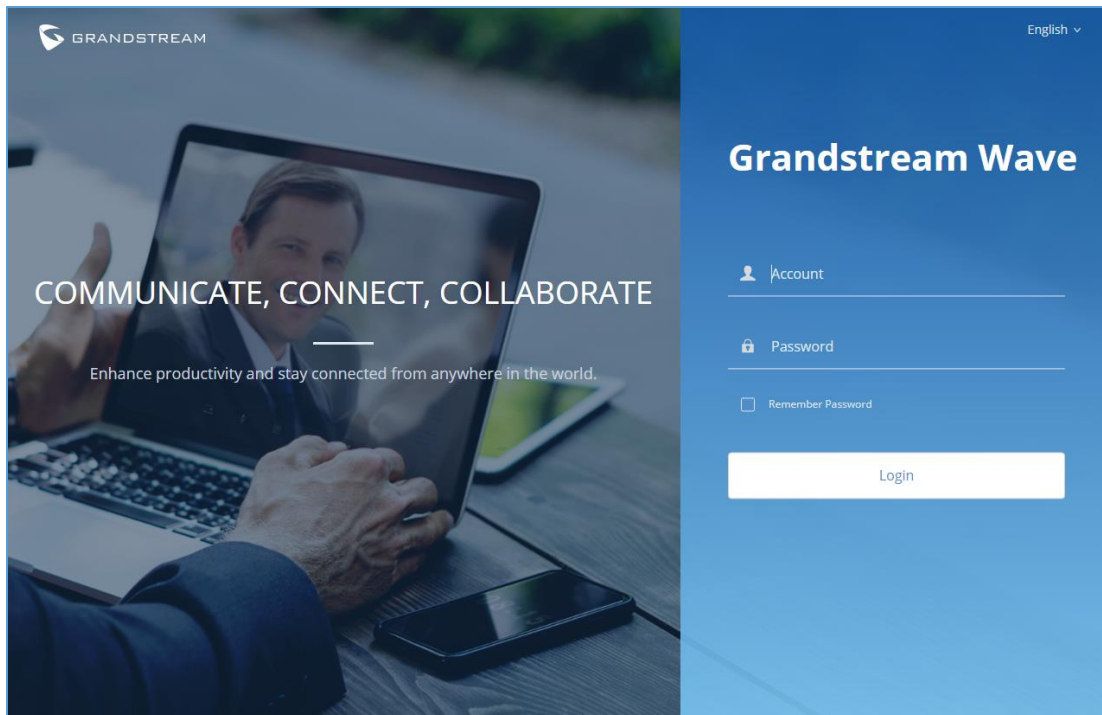 GRANDSTREAM
English
Grandstream Wave
COMMUNICATE, CONNECT, COLLABORATE
Enhance productivity and stay connected from anywhere in the world.
Account
Password
Remember Password
Login